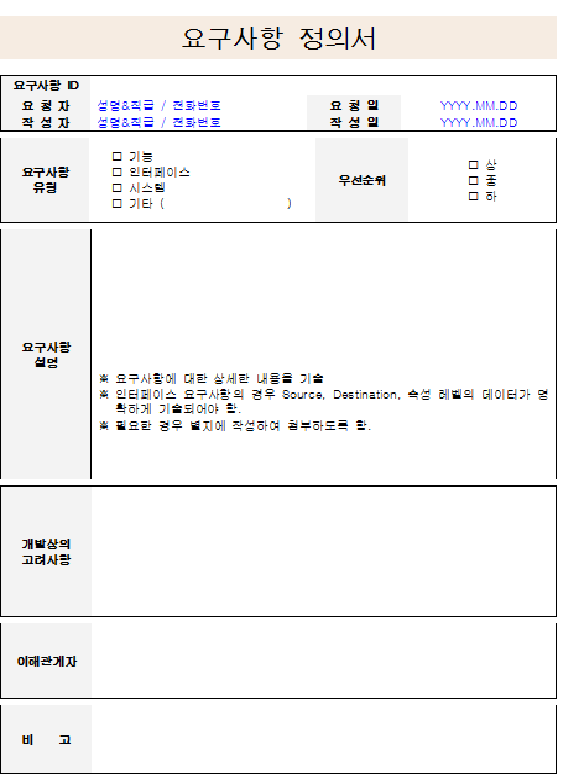 요구사항 정의서
요구사항 ID
요 청 자 성명&직급 / 전화번호 요 청 일 YYYY.MM.DD
작 성 자 성명&직급 / 전화번호 작 성 일 YYYY.MM.DD
요구사항
유형
□ 기능
□ 인터페이스
□ 시스템
□ 기타 ( )
우선순위
□ 상
□ 중
□ 하
요구사항
설명
※ 요구사항에 대한 상세한 내용을 기술
※ 인터페이스 요구사항의 경우 Source, Destination, 속성 레벨의 데이터가 명
확하게 기술되어야 함.
※ 필요한 경우 별지에 작성하여 첨부하도록 함.
개발상의
고려사항
이해관계자
비 고